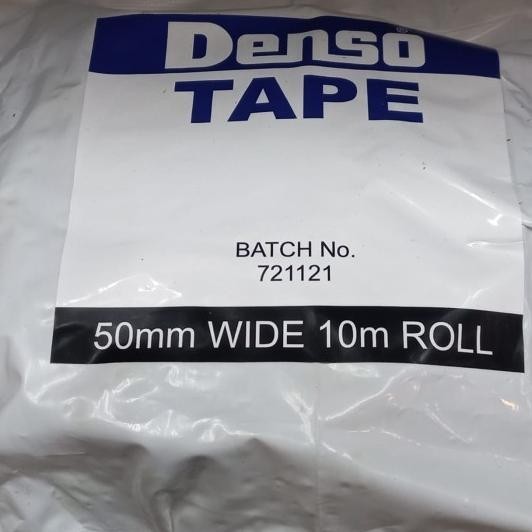 Denso®
TAPE
BATCH No.
721121
50mm WIDE 10m ROLL